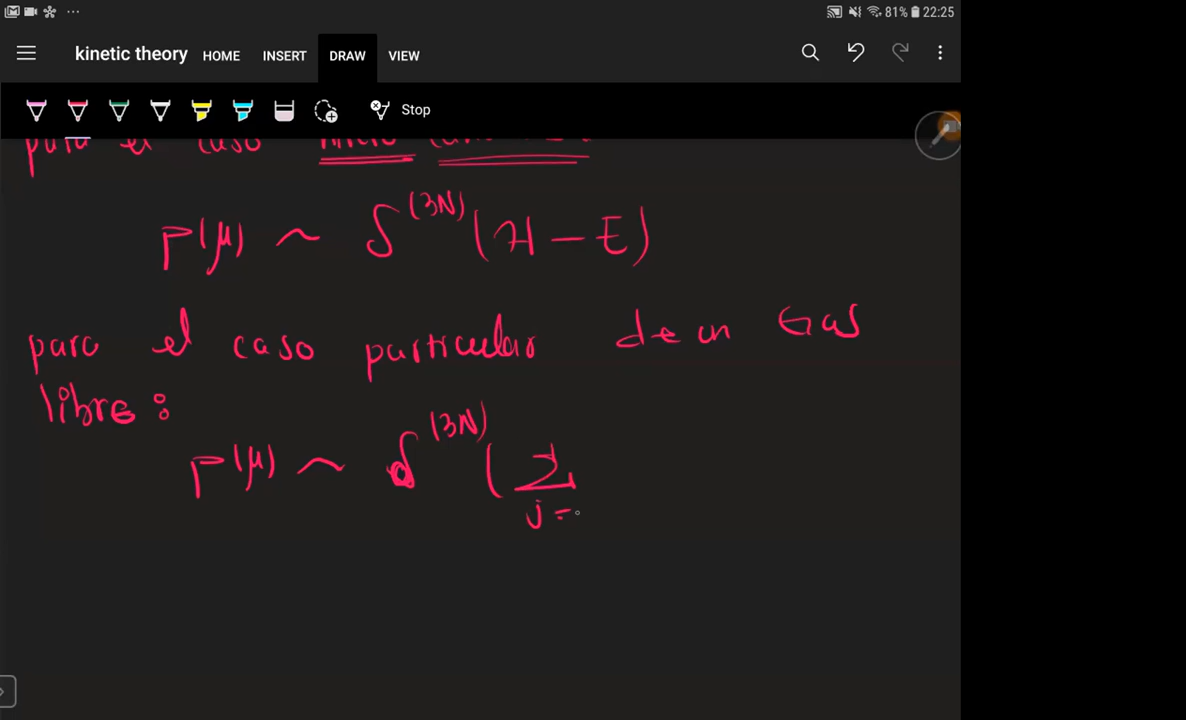 81% 22:25
kinetic theory HOME INSERT DRAW VIEW
Stop
para el caso micro
P(μ) ~ δ^(3N) (H − E)
para el caso particular de un Gas
libre :
P(μ) ~ δ^(3N) ( Σ
j =